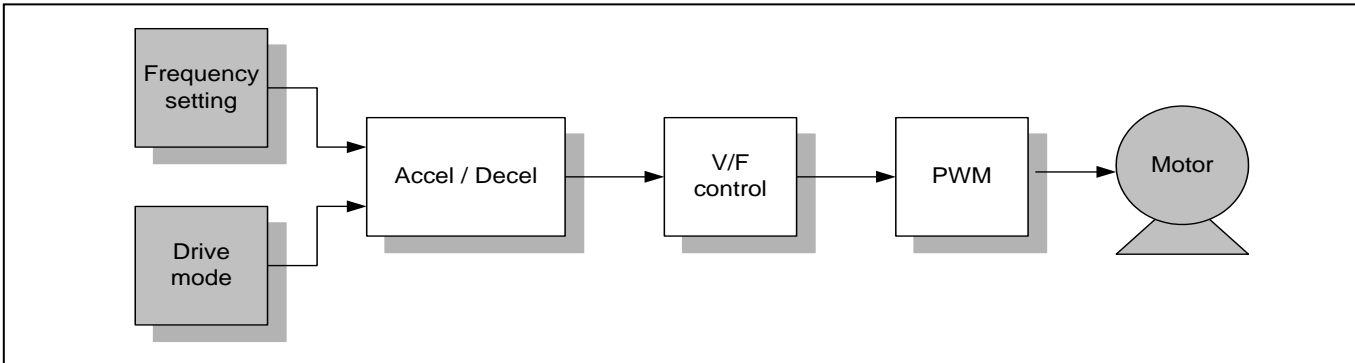 Frequency
setting
Drive
mode
Accel / Decel
V/F
control
PWM
Motor